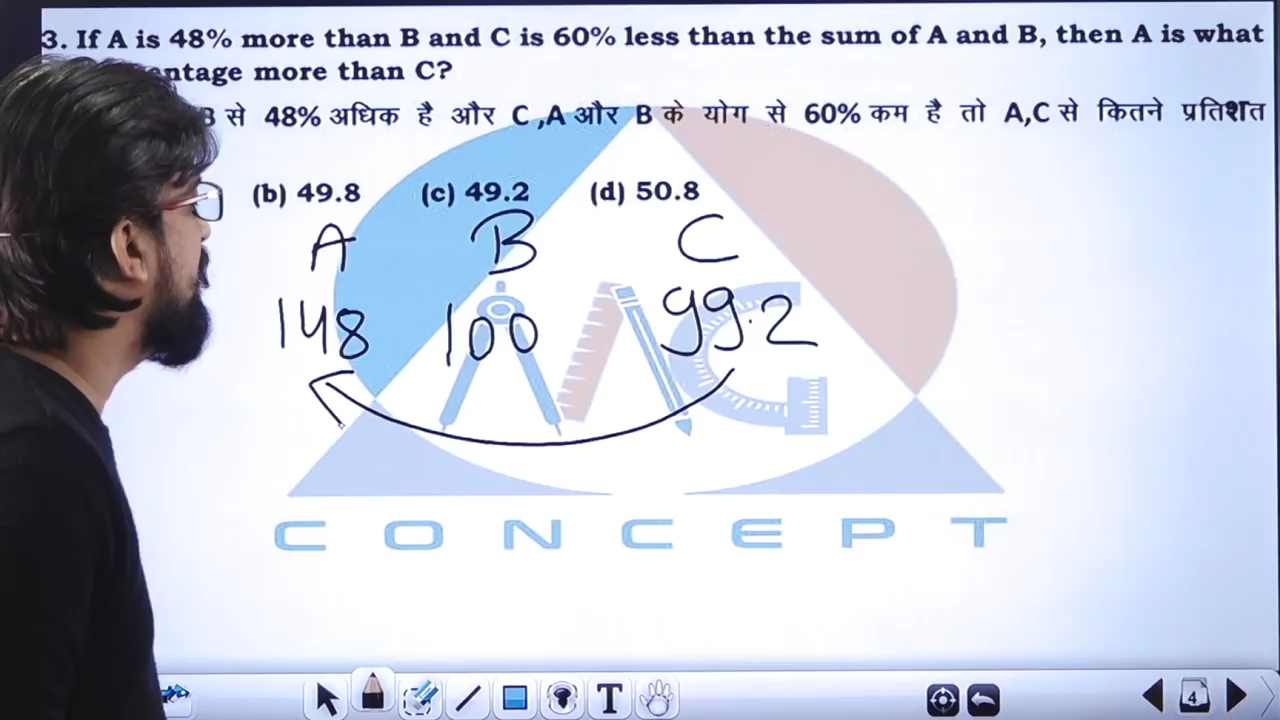 3. If A is 48% more than B and C is 60% less than the sum of A and B, then A is what
more than C?
B से 48% अधिक है और C ,A और B के योग से 60% कम है तो A,C से कितने प्रतिशत
(b) 49.8 (c) 49.2 (d) 50.8
A B C
148 100 99.2
CONCEPT
T
4